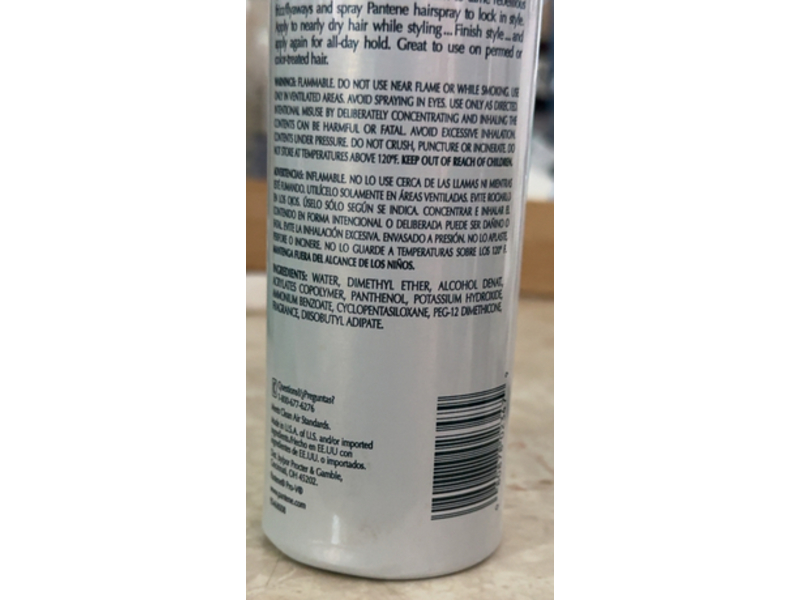 frizz/flyaways and spray Pantene hairspray to lock in style.
Apply to nearly dry hair while styling... Finish style... and
apply again for all-day hold. Great to use on permed or
color-treated hair.
WARNINGS: FLAMMABLE. DO NOT USE NEAR FLAME OR WHILE SMOKING. USE
ONLY IN VENTILATED AREAS. AVOID SPRAYING IN EYES. USE ONLY AS DIRECTED.
INTENTIONAL MISUSE BY DELIBERATELY CONCENTRATING AND INHALING THE
CONTENTS CAN BE HARMFUL OR FATAL. AVOID EXCESSIVE INHALATION.
CONTENTS UNDER PRESSURE. DO NOT CRUSH, PUNCTURE OR INCINERATE. DO
NOT STORE AT TEMPERATURES ABOVE 120°F. KEEP OUT OF REACH OF CHILDREN.
ADVERTENCIAS: INFLAMABLE. NO LO USE CERCA DE LAS LLAMAS NI MIENTRAS
ESTÉ FUMANDO. UTILÍCELO SOLAMENTE EN ÁREAS VENTILADAS. EVITE ROCIARLO
EN LOS OJOS. ÚSELO SÓLO SEGÚN SE INDICA. CONCENTRAR E INHALAR EL
CONTENIDO EN FORMA INTENCIONAL O DELIBERADA PUEDE SER DAÑINO O
FATAL. EVITE LA INHALACIÓN EXCESIVA. ENVASADO A PRESIÓN. NO LO APLASTE,
PERFORE O INCINERE. NO LO GUARDE A TEMPERATURAS SOBRE LOS 120° F.
MANTENGA FUERA DEL ALCANCE DE LOS NIÑOS.
INGREDIENTS: WATER, DIMETHYL ETHER, ALCOHOL DENAT.,
ACRYLATES COPOLYMER, PANTHENOL, POTASSIUM HYDROXIDE,
AMMONIUM BENZOATE, CYCLOPENTASILOXANE, PEG-12 DIMETHICONE,
FRAGRANCE, DIISOBUTYL ADIPATE.
Questions?/¿Preguntas?
1-800-677-6276
Meets Clean Air Standards.
Made in U.S.A. of U.S. and/or imported
ingredients./Hecho en EE.UU con
ingredientes de EE.UU. o importados.
Dist. by/por Procter & Gamble,
Cincinnati, OH 45202.
Pantene® Pro-V®
www.pantene.com